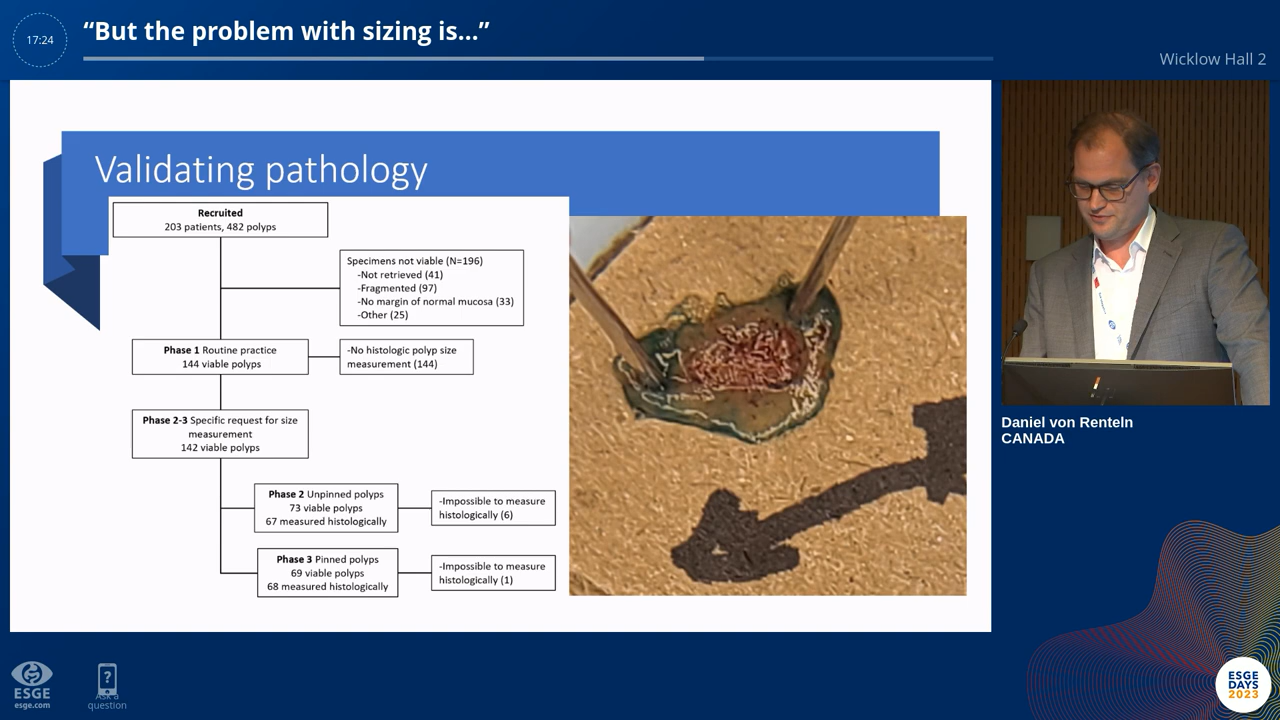 17:24
“But the problem with sizing is...”
Wicklow Hall 2
Validating pathology
Recruited
203 patients, 482 polyps
Specimens not viable (N=196)
-Not retrieved (41)
-Fragmented (97)
-No margin of normal mucosa (33)
-Other (25)
Phase 1 Routine practice
144 viable polyps
-No histologic polyp size
measurement (144)
Phase 2-3 Specific request for size
measurement
142 viable polyps
Phase 2 Unpinned polyps
73 viable polyps
67 measured histologically
-Impossible to measure
histologically (6)
Phase 3 Pinned polyps
69 viable polyps
68 measured histologically
-Impossible to measure
histologically (1)
Daniel von Renteln
CANADA
ESGE
esge.com
?
Ask a
question
ESGE
DAYS
2023